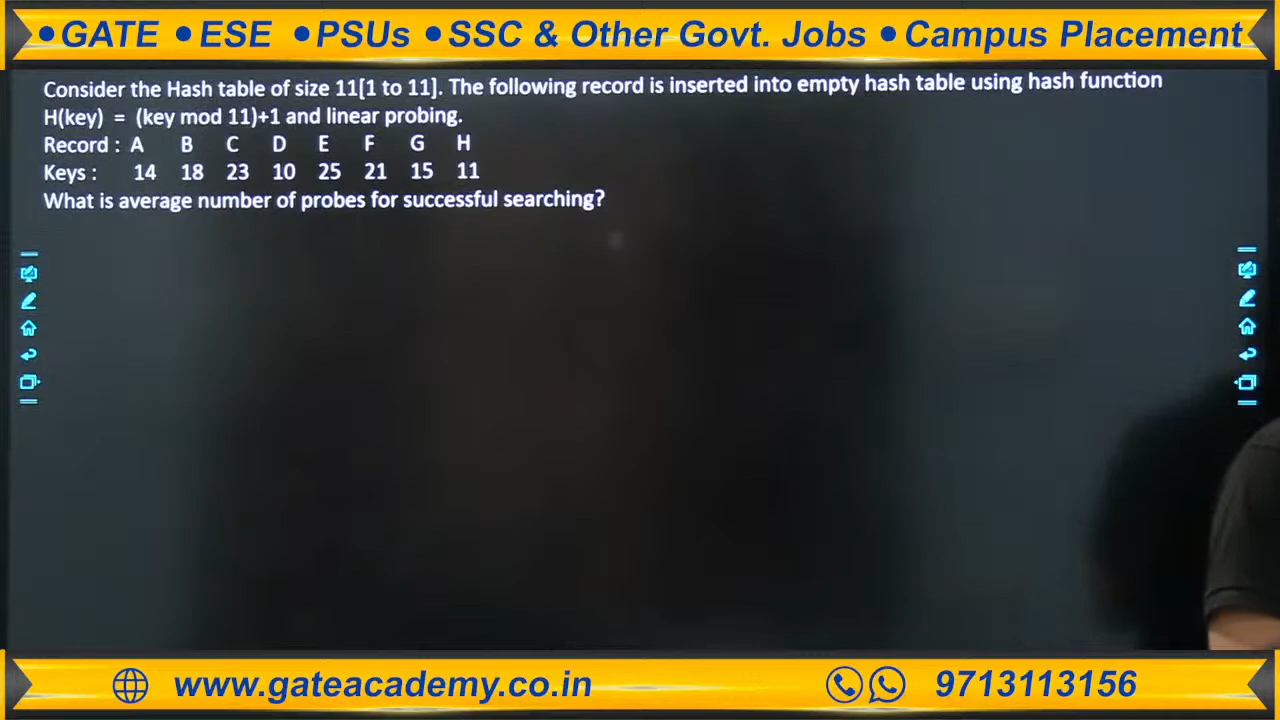 •GATE •ESE •PSUs •SSC & Other Govt. Jobs •Campus Placement
Consider the Hash table of size 11[1 to 11]. The following record is inserted into empty hash table using hash function
H(key) = (key mod 11)+1 and linear probing.
Record : A B C D E F G H
Keys : 14 18 23 10 25 21 15 11
What is average number of probes for successful searching?
www.gateacademy.co.in 9713113156